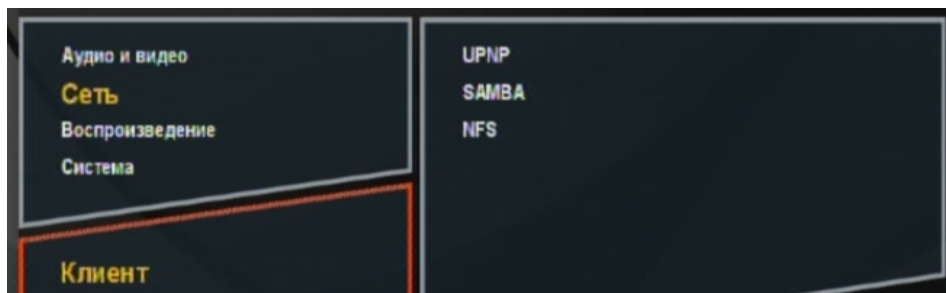 Аудио и видео
Сеть
Воспроизведение
Система
Клиент
UPNP
SAMBA
NFS